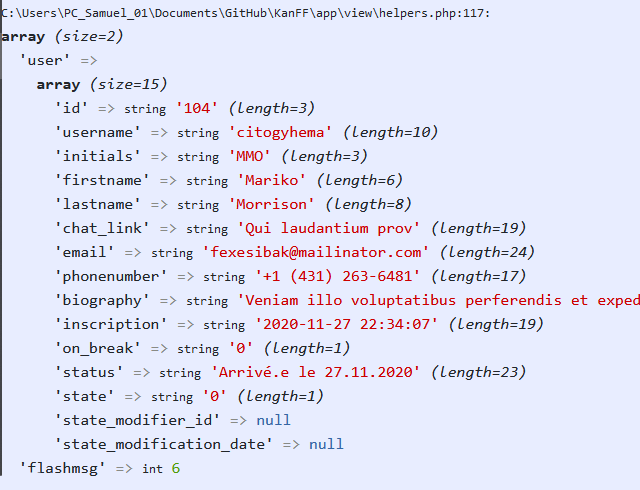 C:\Users\PC_Samuel_01\Documents\GitHub\KanFF\app\view\helpers.php:117:
array (size=2)
'user' =>
array (size=15)
'id' => string '104' (length=3)
'username' => string 'citogyhema' (length=10)
'initials' => string 'MMO' (length=3)
'firstname' => string 'Mariko' (length=6)
'lastname' => string 'Morrison' (length=8)
'chat_link' => string 'Qui laudantium prov' (length=19)
'email' => string 'fexesibak@mailinator.com' (length=24)
'phonenumber' => string '+1 (431) 263-6481' (length=17)
'biography' => string 'Veniam illo voluptatibus perferendis et exped
'inscription' => string '2020-11-27 22:34:07' (length=19)
'on_break' => string '0' (length=1)
'status' => string 'Arrivé.e le 27.11.2020' (length=23)
'state' => string '0' (length=1)
'state_modifier_id' => null
'state_modification_date' => null
'flashmsg' => int 6